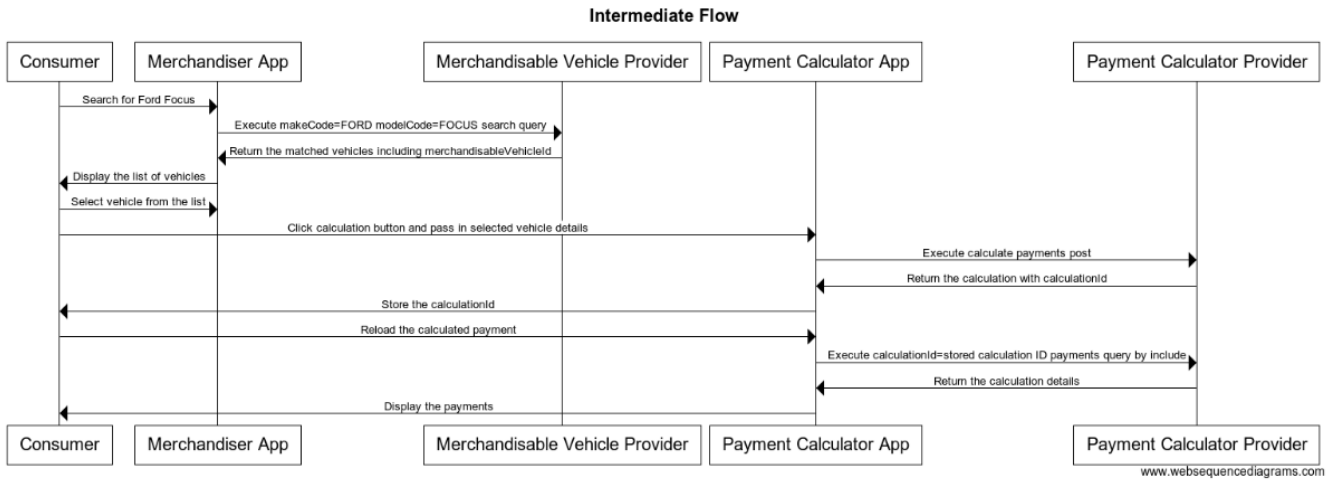 Intermediate Flow
Consumer
Merchandiser App
Merchandisable Vehicle Provider
Payment Calculator App
Payment Calculator Provider
Search for Ford Focus
Execute makeCode=FORD modelCode=FOCUS search query
Return the matched vehicles including merchandisableVehicleId
Display the list of vehicles
Select vehicle from the list
Click calculation button and pass in selected vehicle details
Execute calculate payments post
Return the calculation with calculationId
Store the calculationId
Reload the calculated payment
Execute calculationId=stored calculation ID payments query by include
Return the calculation details
Display the payments
Consumer
Merchandiser App
Merchandisable Vehicle Provider
Payment Calculator App
Payment Calculator Provider
www.websequencediagrams.com